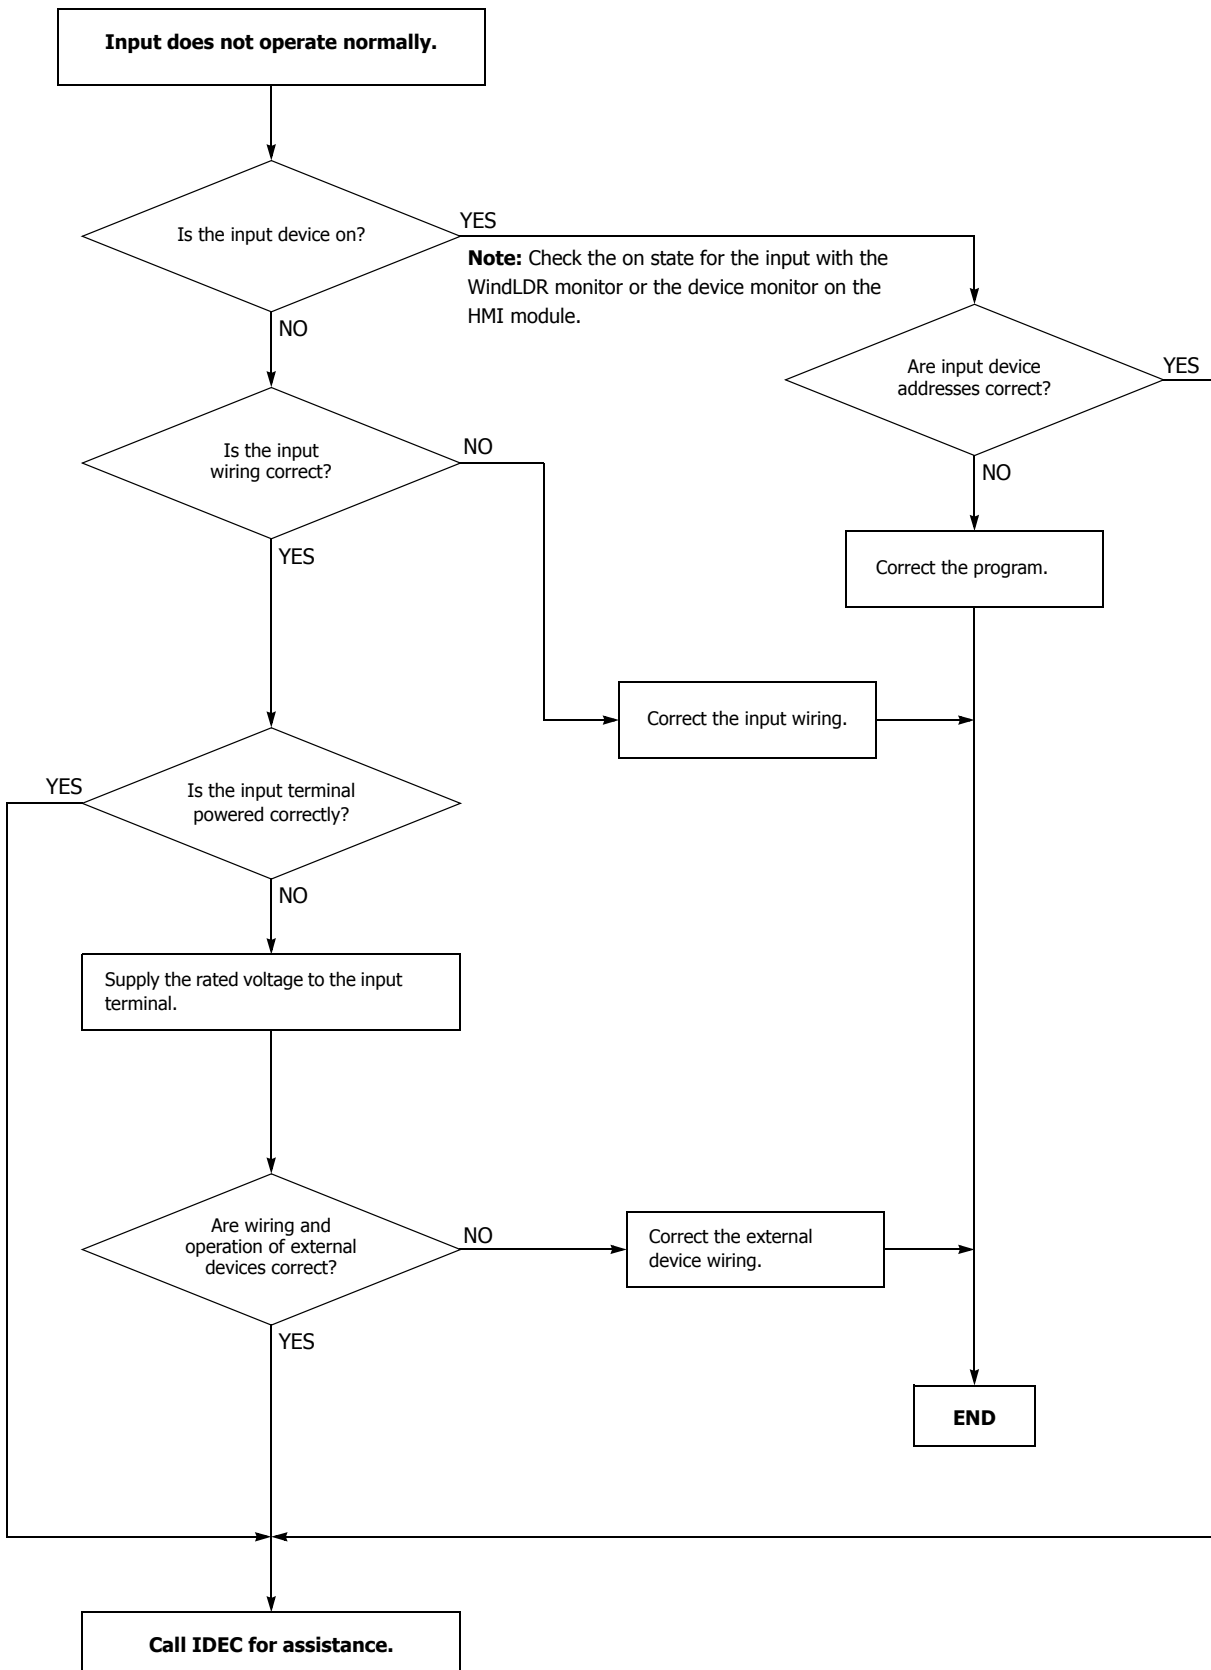 Input does not operate normally.
Is the input device on?
YES
Note: Check the on state for the input with the
WindLDR monitor or the device monitor on the
HMI module.
NO
Are input device
addresses correct?
YES
NO
Is the input
wiring correct?
NO
YES
Correct the program.
Correct the input wiring.
YES
Is the input terminal
powered correctly?
NO
Supply the rated voltage to the input
terminal.
Are wiring and
operation of external
devices correct?
NO
Correct the external
device wiring.
YES
END
Call IDEC for assistance.